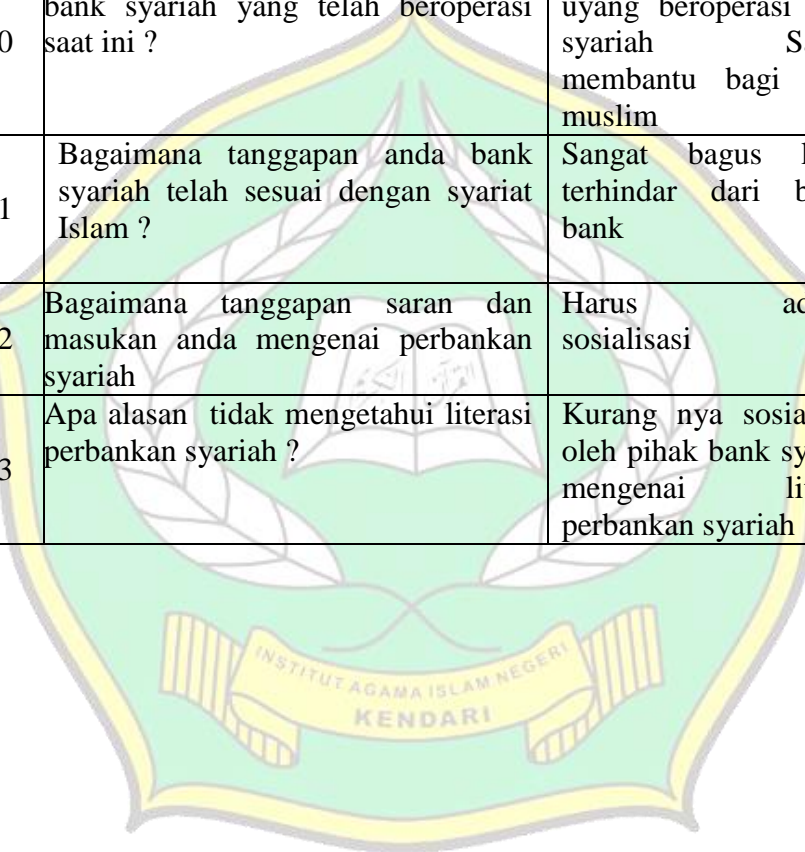 bank syariah yang telah beroperasi
saat ini ?
uyang beroperasi
syariah
membantu bagi
muslim
Bagaimana tanggapan anda bank
syariah telah sesuai dengan syariat
Islam ?
Sangat bagus
terhindar dari
bank
Bagaimana tanggapan saran dan
masukan anda mengenai perbankan
syariah
Harus
sosialisasi
Apa alasan tidak mengetahui literasi
perbankan syariah ?
Kurang nya
oleh pihak bank
mengenai
perbankan syariah
INSTITUT AGAMA ISLAM NEGERI
KENDARI